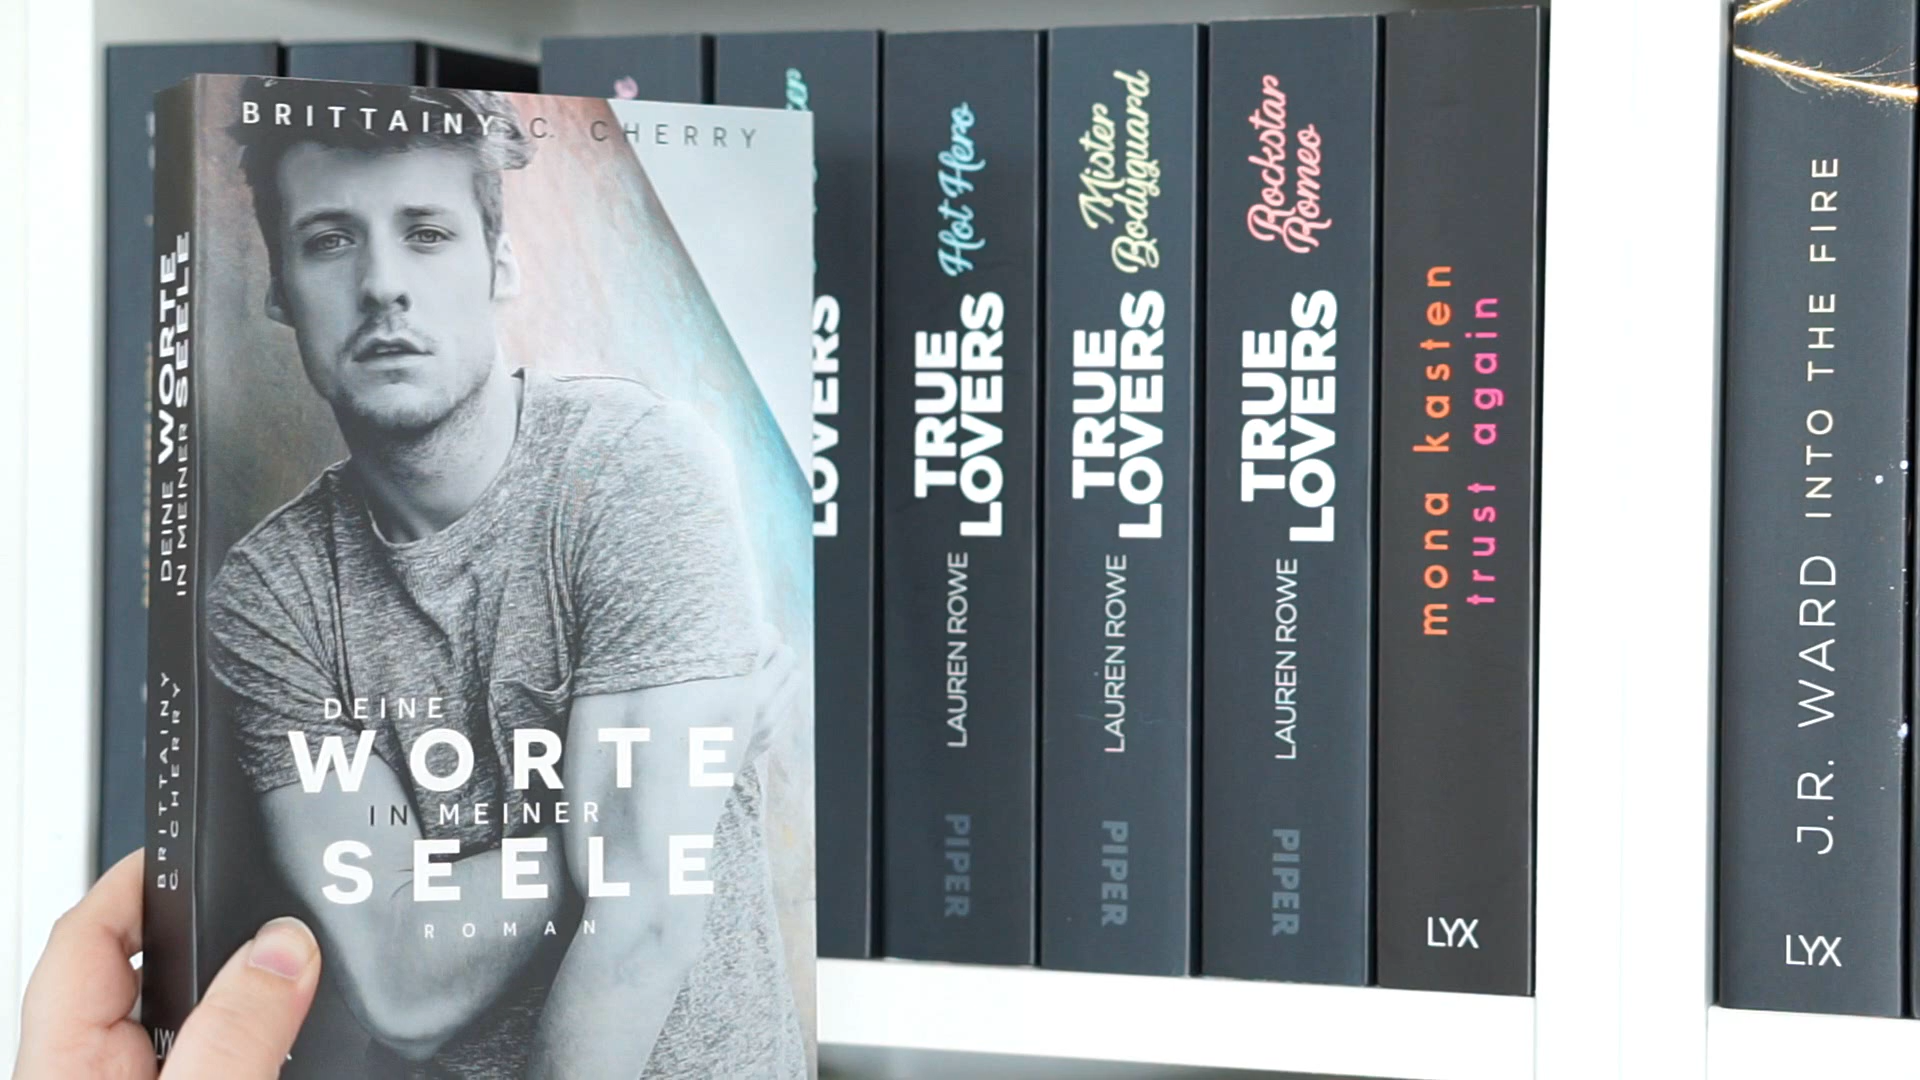 BRITTAINY C. CHERRY
DEINE
WORTE
IN MEINER
SEELE
ROMAN
DEINE WORTE
IN MEINER SEELE
BRITTAINY
C. CHERRY
LOVERS
Hot Hero
TRUE
LOVERS
LAUREN ROWE
PIPER
Mister
Bodyguard
TRUE
LOVERS
LAUREN ROWE
PIPER
Rockstar
Romeo
TRUE
LOVERS
LAUREN ROWE
PIPER
mona kasten
trust again
LYX
J.R. WARD INTO THE FIRE
LYX